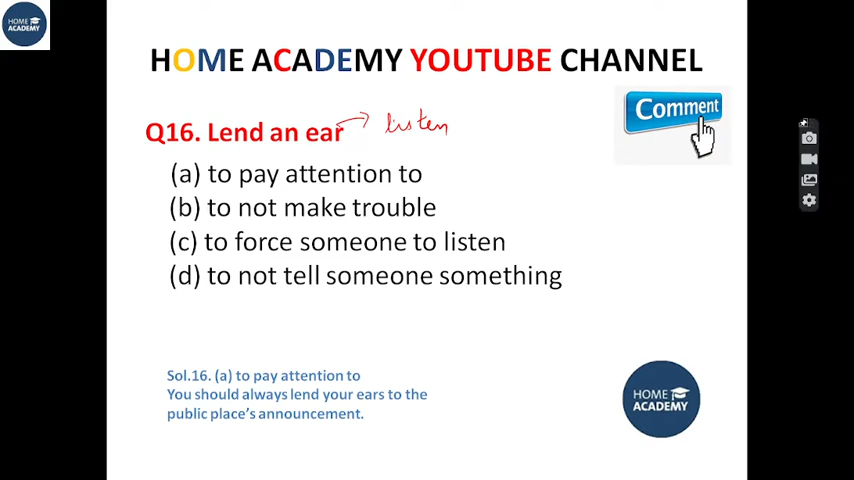 HOME
ACADEMY
HOME ACADEMY YOUTUBE CHANNEL
Comment
Q16. Lend an ear listen
(a) to pay attention to
(b) to not make trouble
(c) to force someone to listen
(d) to not tell someone something
Sol.16. (a) to pay attention to
You should always lend your ears to the
public place's announcement.
HOME
ACADEMY